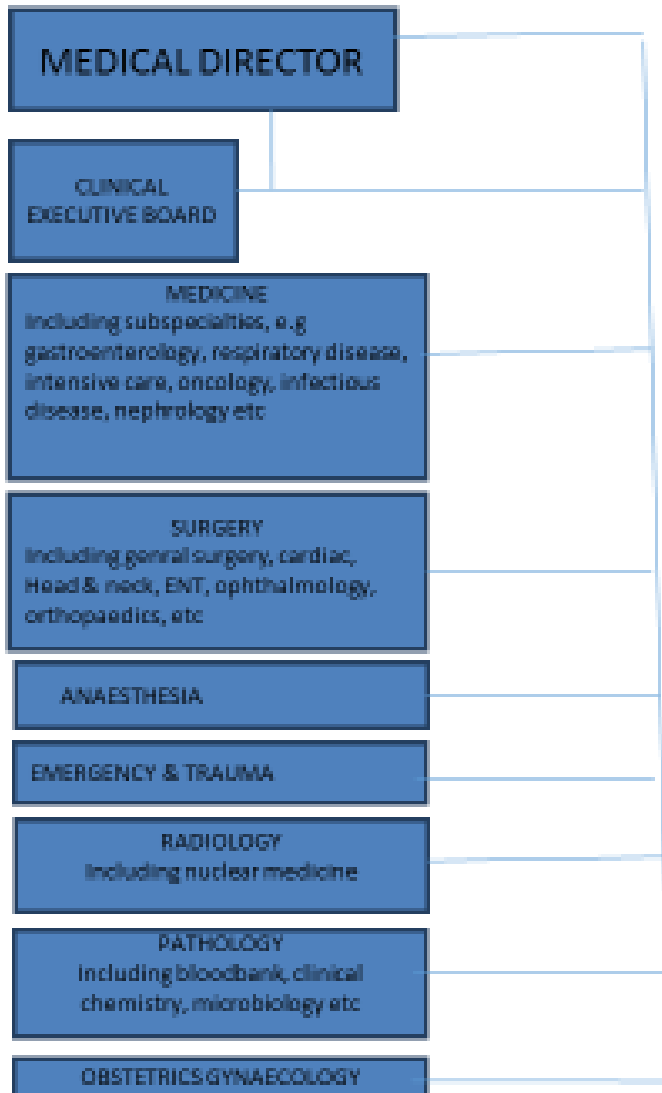 MEDICAL DIRECTOR
CLINICAL
EXECUTIVE BOARD
MEDICINE
Including subspecialties, e.g
gastroenterology, respiratory disease,
intensive care, oncology, infectious
disease, nephrology etc
SURGERY
Including genral surgery, cardiac,
Head & neck, ENT, ophthalmology,
orthopaedics, etc
ANAESTHESIA
EMERGENCY & TRAUMA
RADIOLOGY
Including nuclear medicine
PATHOLOGY
including bloodbank, clinical
chemistry, microbiology etc
OBSTETRICS GYNAECOLOGY